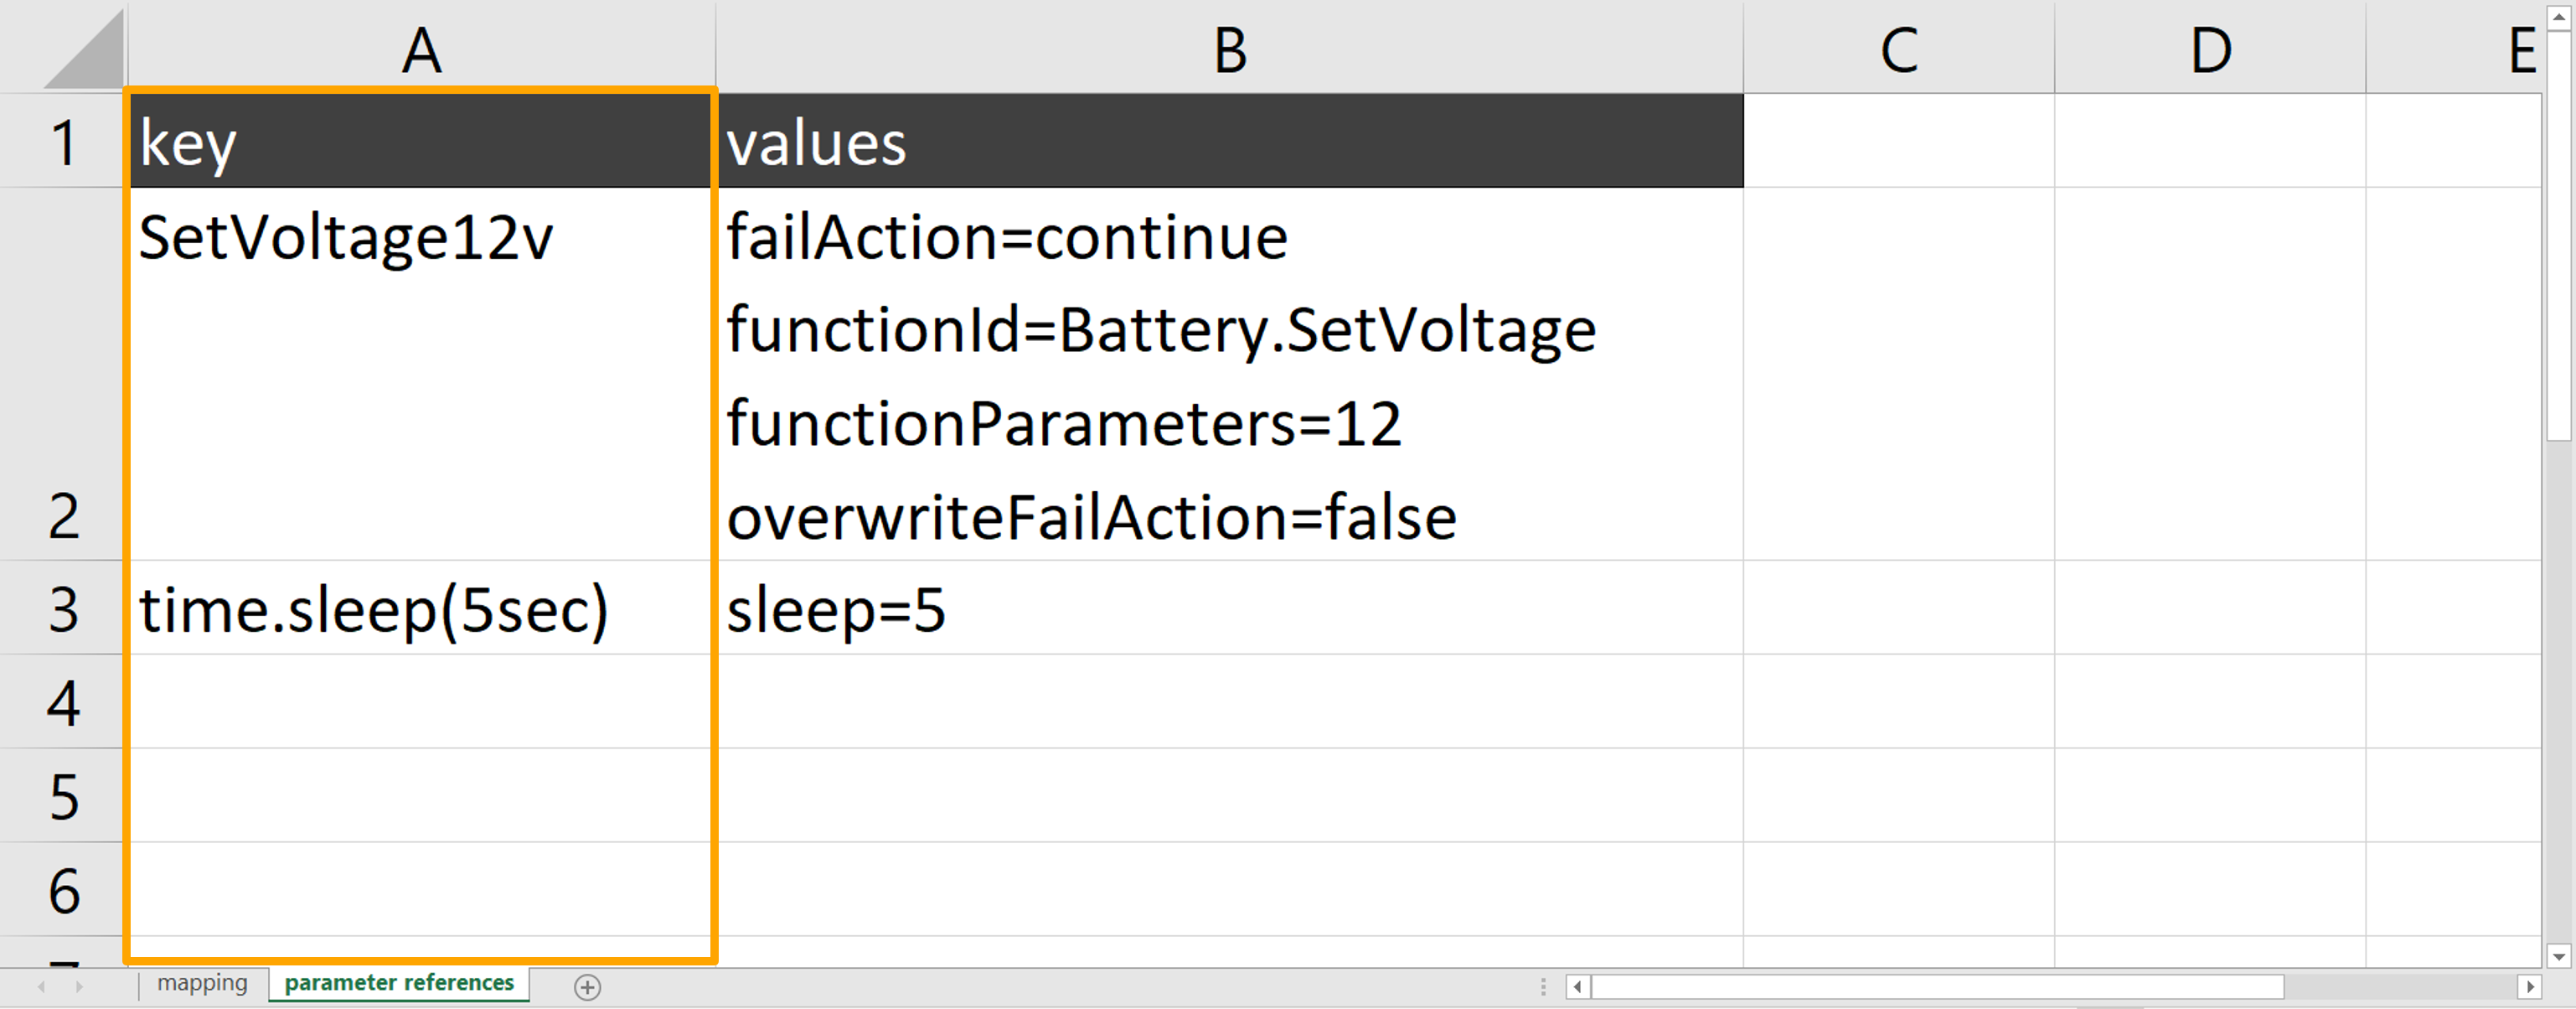 A B C D E
1 key values
SetVoltage12v failAction=continue
functionId=Battery.SetVoltage
functionParameters=12
2 overwriteFailAction=false
3 time.sleep(5sec) sleep=5
4
5
6
mapping parameter references